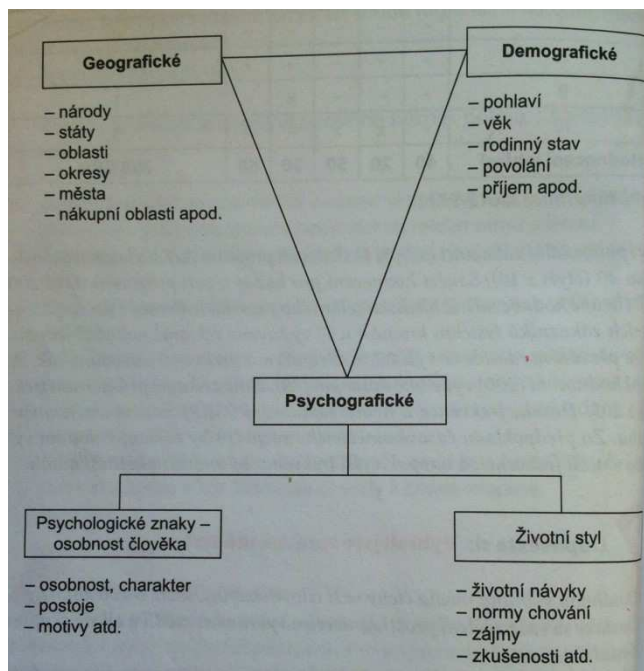 Geografické
– národy
– státy
– oblasti
– okresy
– města
– nákupní oblasti apod.
Demografické
– pohlaví
– věk
– rodinný stav
– povolání
– příjem apod.
Psychografické
Psychologické znaky –
osobnost člověka
– osobnost, charakter
– postoje
– motivy atd.
Životní styl
– životní návyky
– normy chování
– zájmy
– zkušenosti atd.